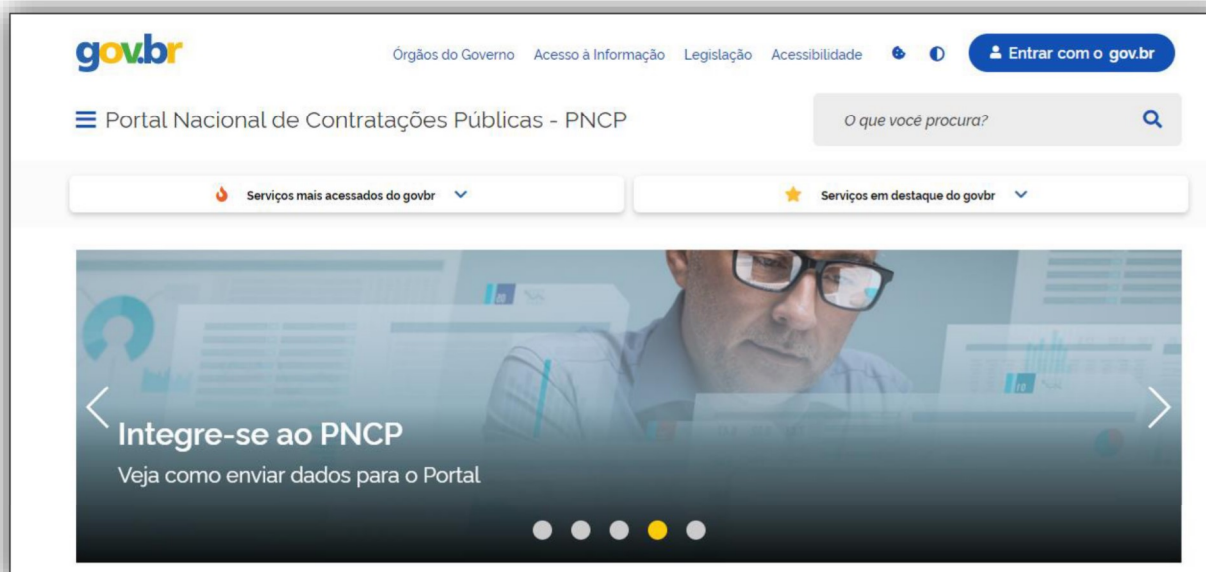 gov.br
Órgãos do Governo Acesso à Informação Legislação Acessibilidade Entrar com o gov.br
Portal Nacional de Contratações Públicas - PNCP
O que você procura?
Serviços mais acessados do govbr
Serviços em destaque do govbr
Integre-se ao PNCP
Veja como enviar dados para o Portal